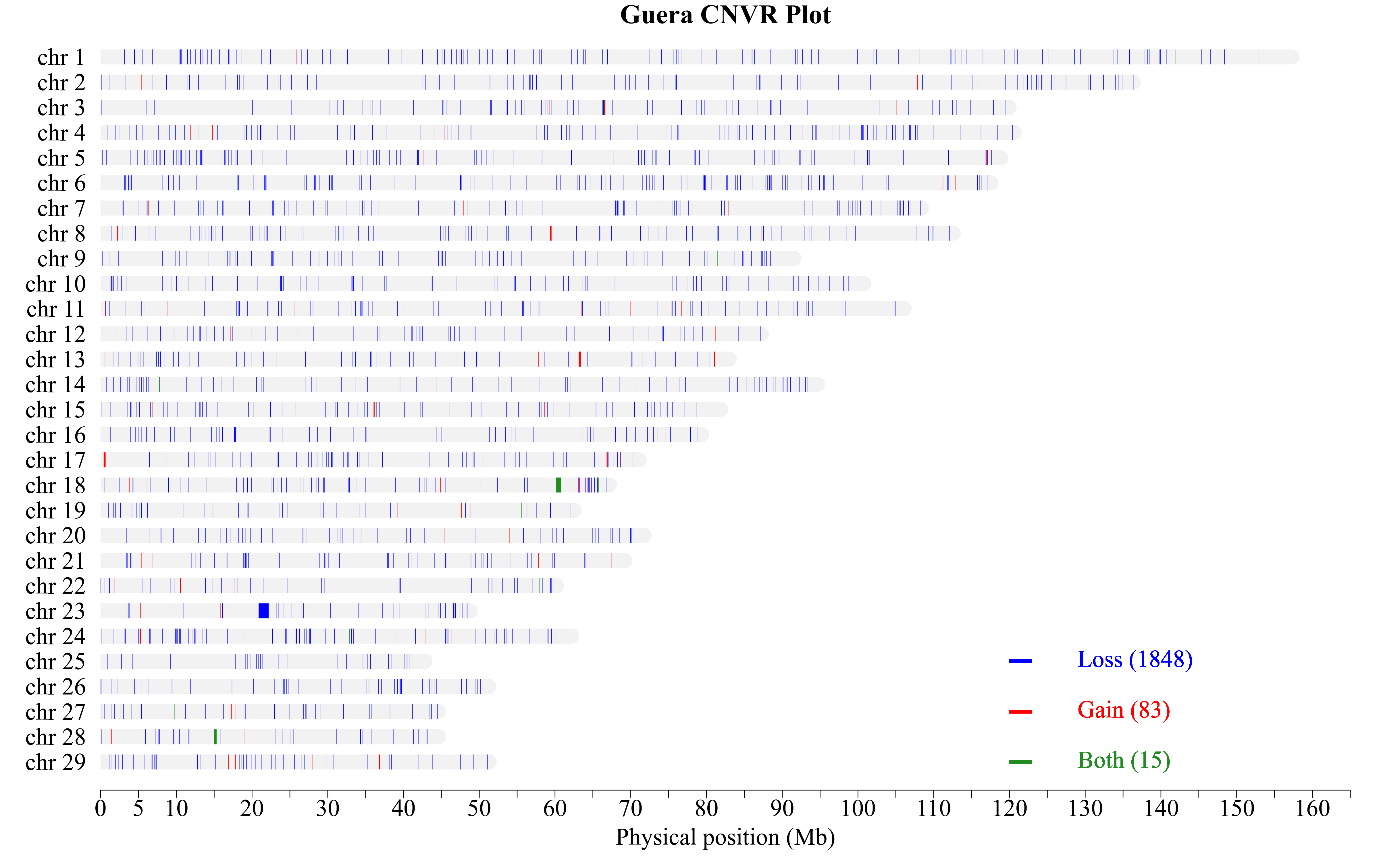 Guera CNVR Plot
chr 1
chr 2
chr 3
chr 4
chr 5
chr 6
chr 7
chr 8
chr 9
chr 10
chr 11
chr 12
chr 13
chr 14
chr 15
chr 16
chr 17
chr 18
chr 19
chr 20
chr 21
chr 22
chr 23
chr 24
chr 25
chr 26
chr 27
chr 28
chr 29
Loss (1848)
Gain (83)
Both (15)
0 5 10 20 30 40 50 60 70 80 90 100 110 120 130 140 150 160
Physical position (Mb)